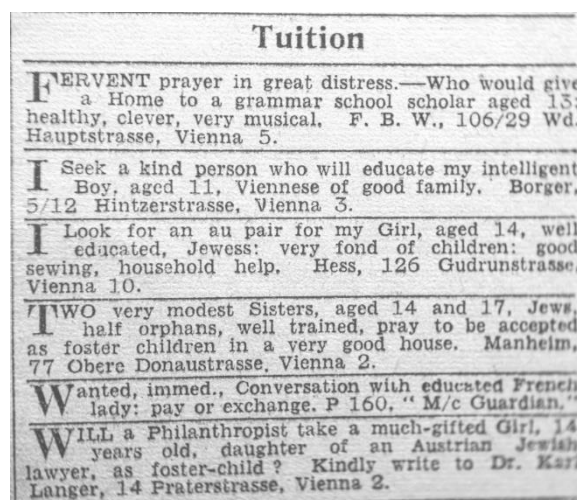 Tuition
FERVENT prayer in great distress.—Who would give
a Home to a grammar school scholar aged 13;
healthy, clever, very musical. F. B. W., 106/29 Wd.
Hauptstrasse, Vienna 5.
I Seek a kind person who will educate my intelligent
Boy, aged 11, Viennese of good family. Borger,
5/12 Hintzerstrasse, Vienna 3.
I Look for an au pair for my Girl, aged 14, well
educated, Jewess: very fond of children: good
sewing, household help. Hess, 126 Gudrunstrasse,
Vienna 10.
TWO very modest Sisters, aged 14 and 17, Jews,
half orphans, well trained, pray to be accepted
as foster children in a very good house. Manheim,
77 Obere Donaustrasse, Vienna 2.
Wanted, immed., Conversation with educated French
lady: pay or exchange. P 160, "M/c Guardian."
WILL a Philanthropist take a much-gifted Girl, 14
years old, daughter of an Austrian Jewish
lawyer, as foster-child? Kindly write to Dr. Karl
Langer, 14 Praterstrasse, Vienna 2.